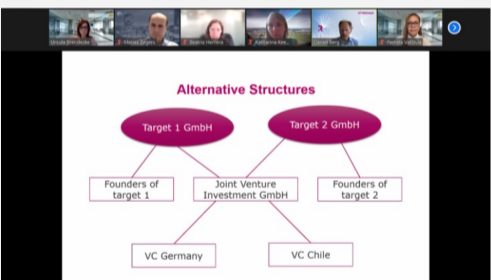 Alternative Structures
Target 1 GmbH
Target 2 GmbH
Founders of
target 1
Joint Venture
Investment GmbH
Founders of
target 2
VC Germany
VC Chile